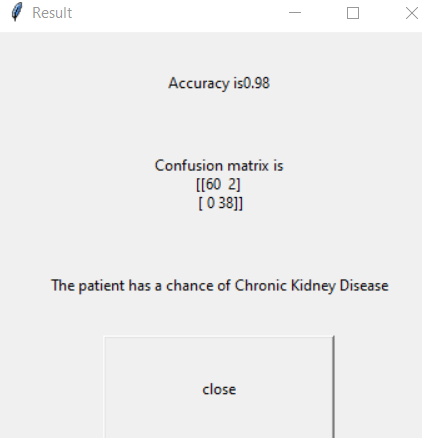 Result
Accuracy is0.98
Confusion matrix is
[[60 2]
[ 0 38]]
The patient has a chance of Chronic Kidney Disease
close